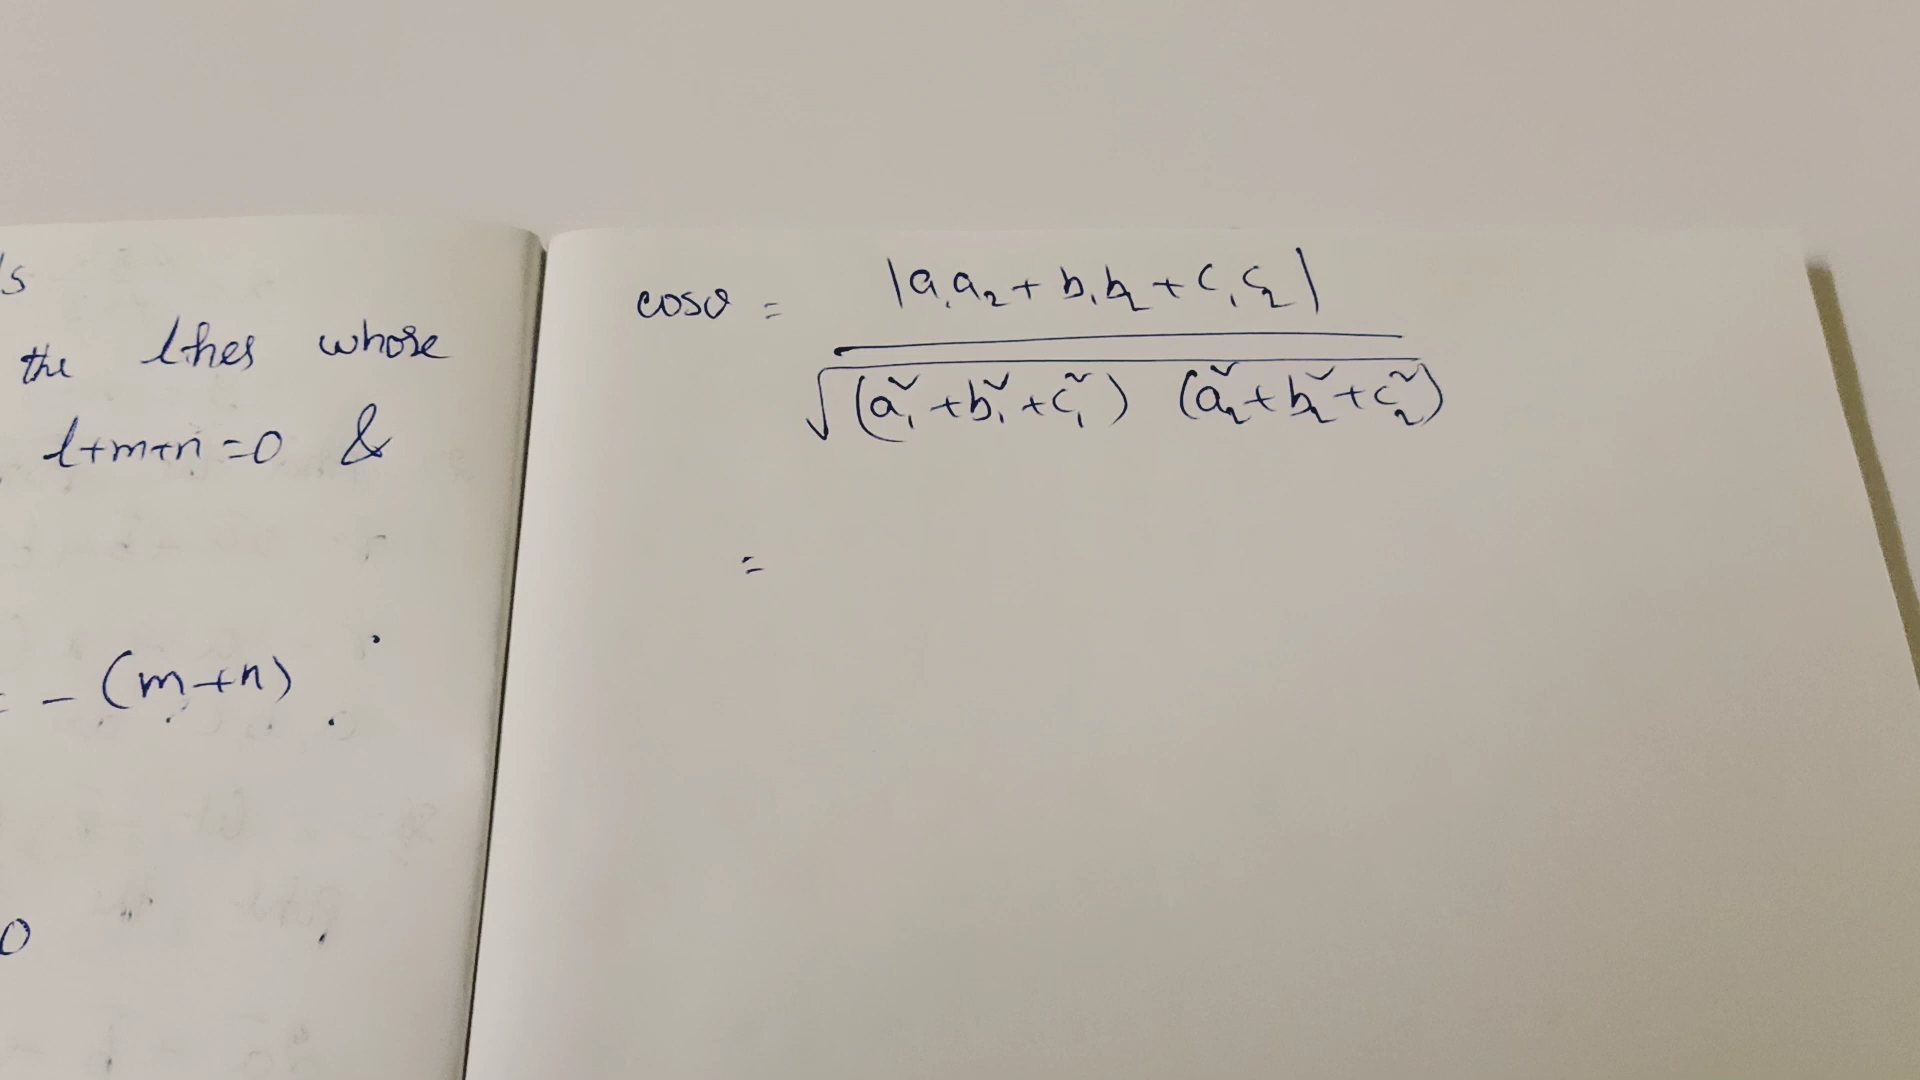 's
the lines whose
l+m+n=0 &
= -(m+n)
0
cosθ = |a₁a₂ + b₁b₂ + c₁c₂|
√(a₁² + b₁² + c₁²) (a₂² + b₂² + c₂²)
=